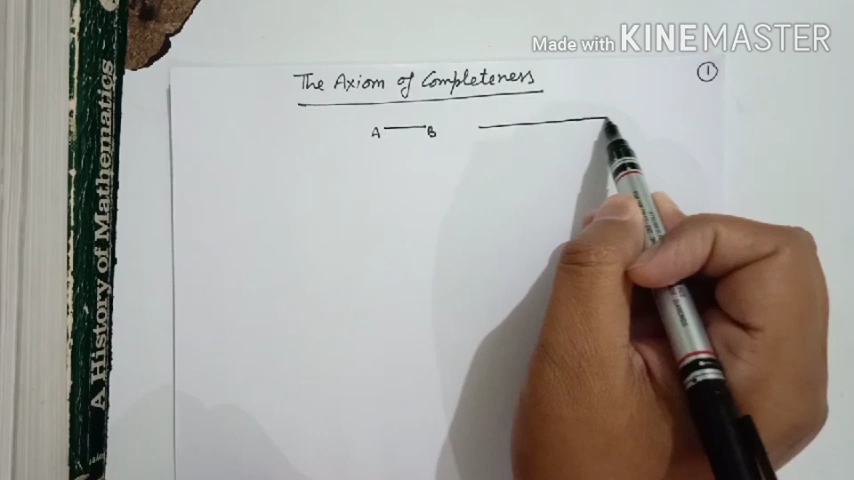 Made with KINEMASTER
The Axiom of Completeness
①
A B
A History of Mathematics